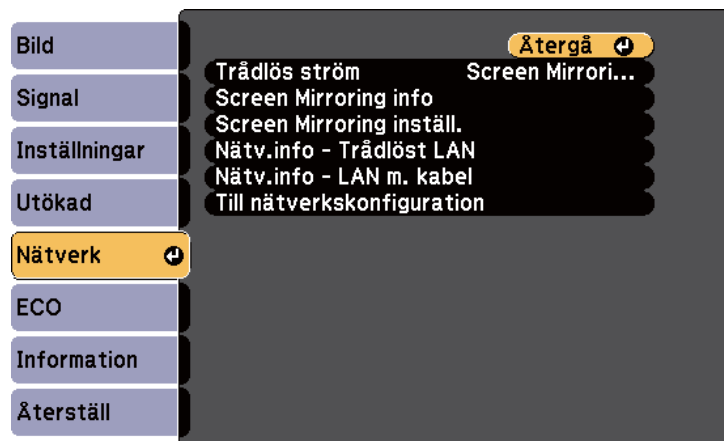 Bild
Signal
Inställningar
Utökad
Nätverk
ECO
Information
Återställ
Återgå
Trådlös ström Screen Mirrori...
Screen Mirroring info
Screen Mirroring inställ.
Nätv.info - Trådlöst LAN
Nätv.info - LAN m. kabel
Till nätverkskonfiguration